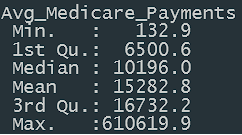 Avg_Medicare_Payments
Min.   :   132.9
1st Qu.:  6500.6
Median : 10196.0
Mean   : 15282.8
3rd Qu.: 16732.2
Max.   :610619.9